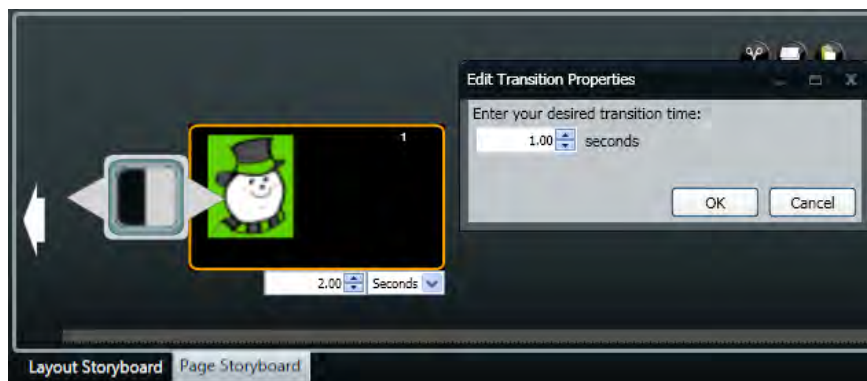 Edit Transition Properties
Enter your desired transition time:
1.00 seconds
OK Cancel
1
2.00 Seconds
Layout Storyboard Page Storyboard